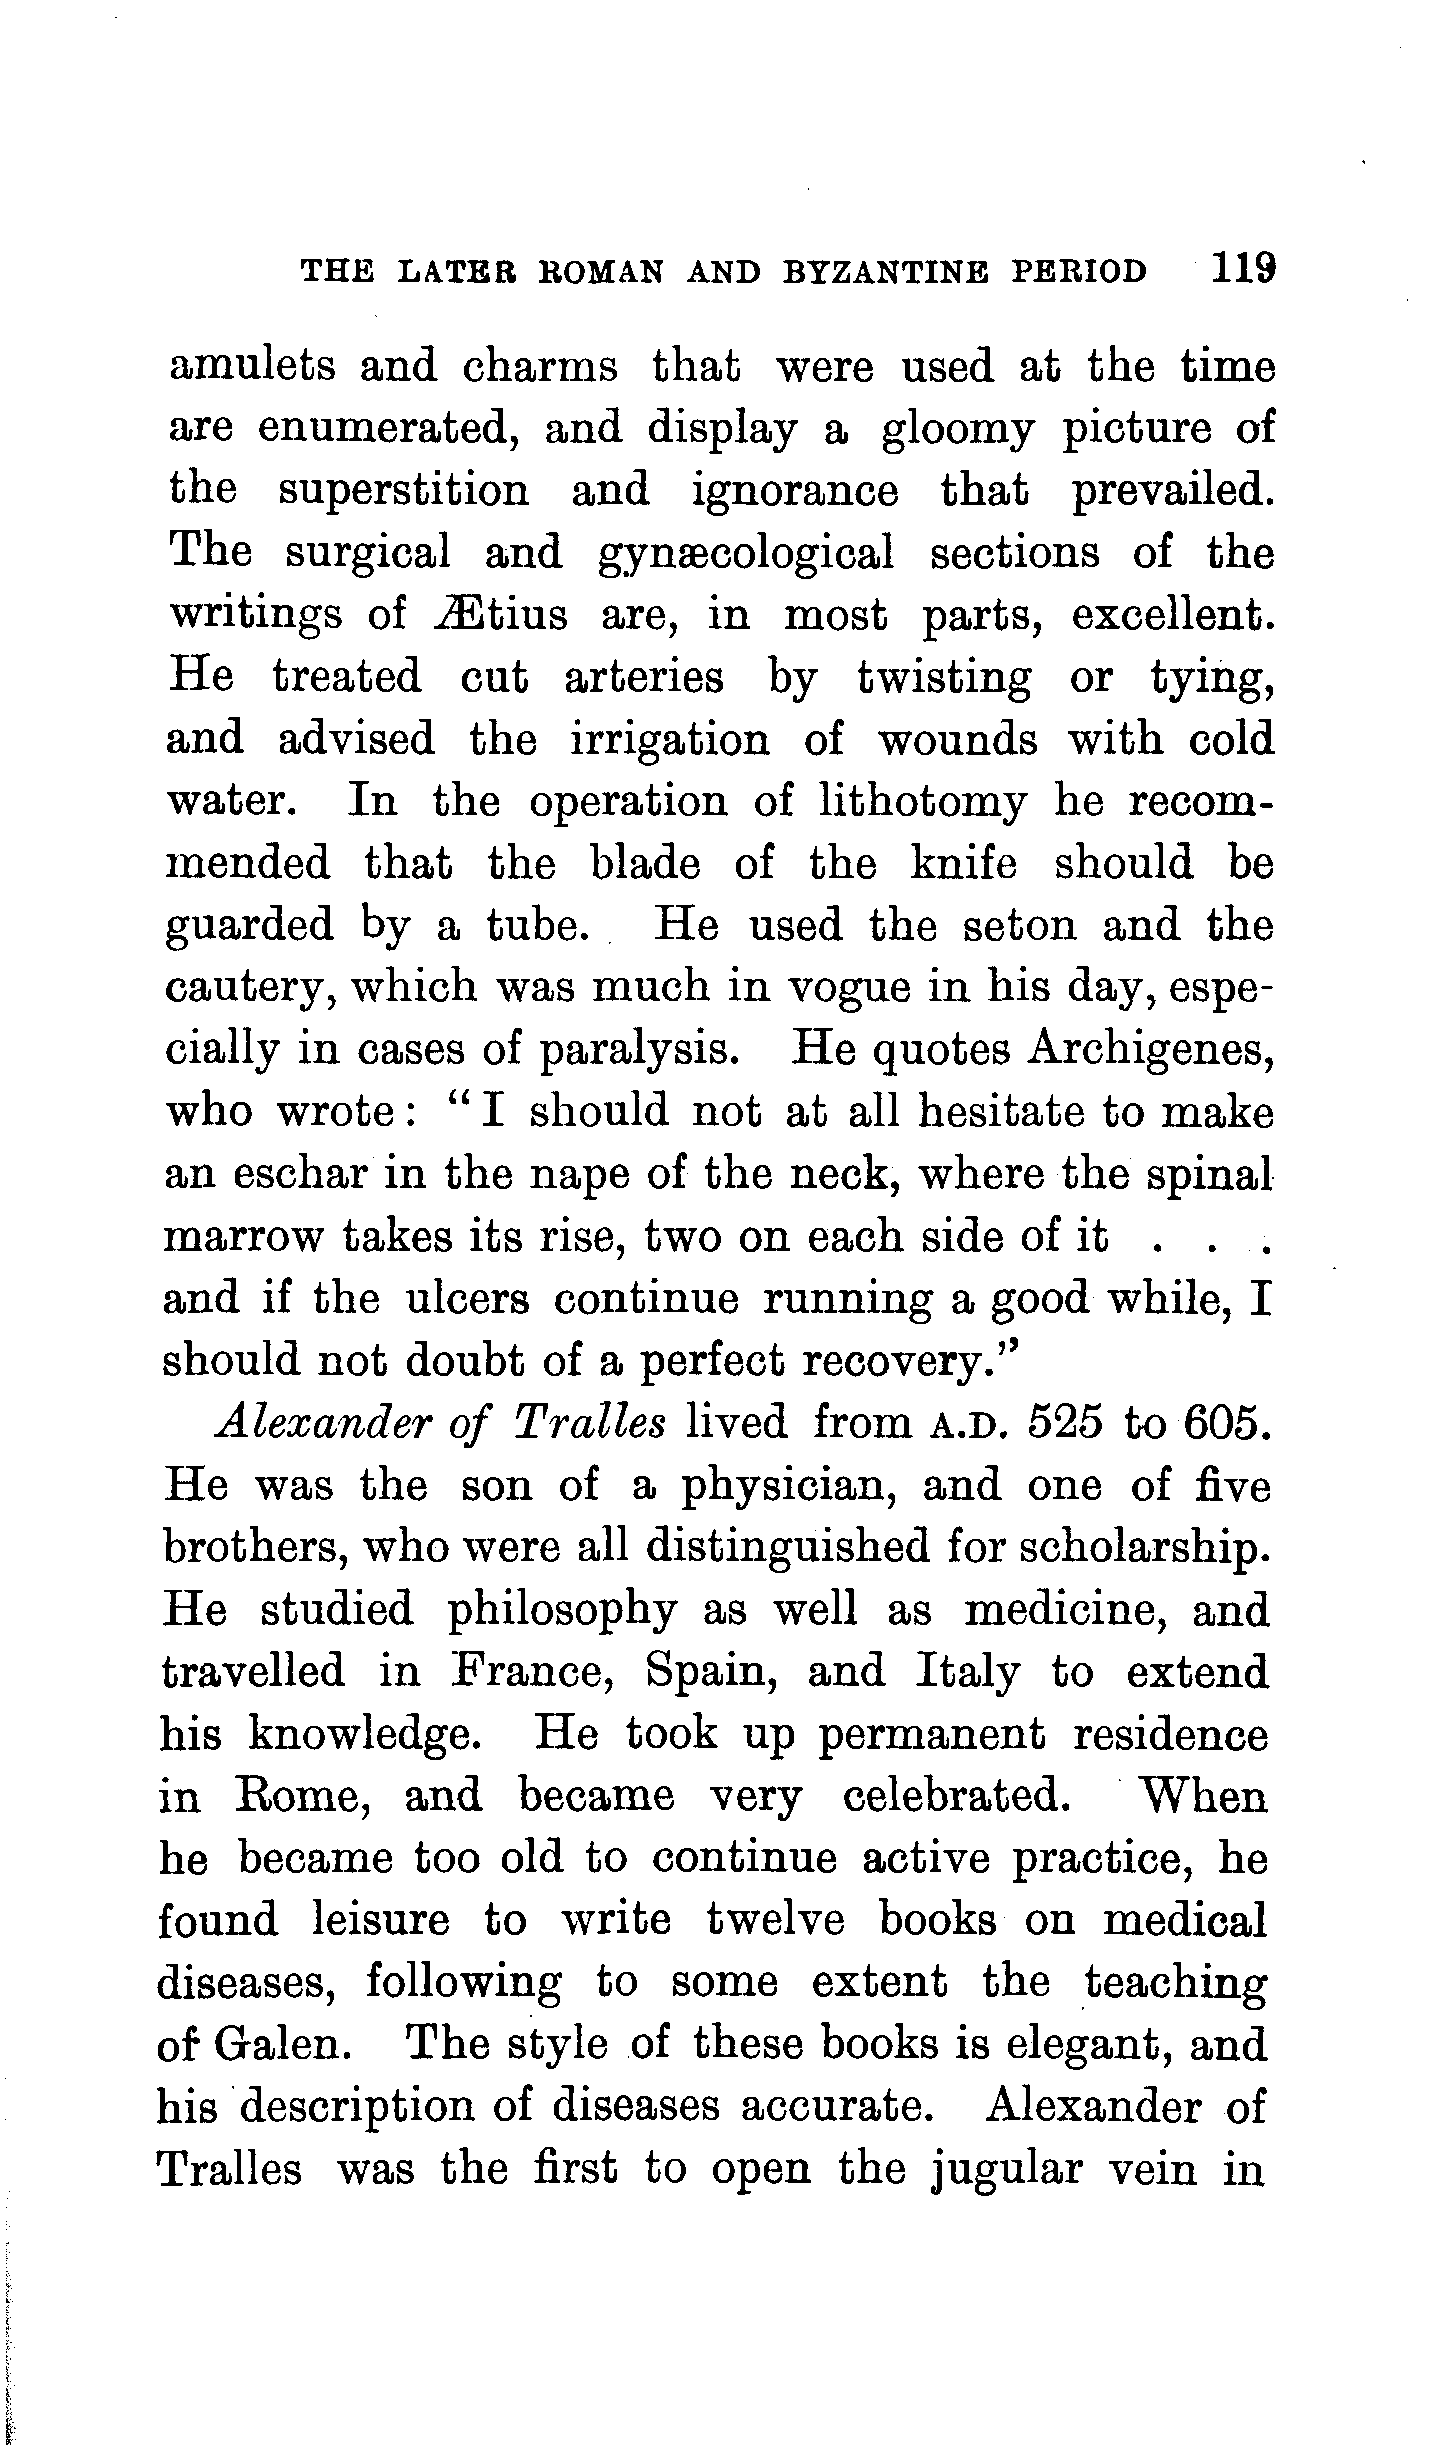 THE LATER ROMAN AND BYZANTINE PERIOD 119
amulets and charms that were used at the time
are enumerated, and display a gloomy picture of
the superstition and ignorance that prevailed.
The surgical and gynæcological sections of the
writings of Ætius are, in most parts, excellent.
He treated cut arteries by twisting or tying,
and advised the irrigation of wounds with cold
water. In the operation of lithotomy he recom-
mended that the blade of the knife should be
guarded by a tube. He used the seton and the
cautery, which was much in vogue in his day, espe-
cially in cases of paralysis. He quotes Archigenes,
who wrote: "I should not at all hesitate to make
an eschar in the nape of the neck, where the spinal
marrow takes its rise, two on each side of it . . .
and if the ulcers continue running a good while, I
should not doubt of a perfect recovery."
Alexander of Tralles lived from A.D. 525 to 605.
He was the son of a physician, and one of five
brothers, who were all distinguished for scholarship.
He studied philosophy as well as medicine, and
travelled in France, Spain, and Italy to extend
his knowledge. He took up permanent residence
in Rome, and became very celebrated. When
he became too old to continue active practice, he
found leisure to write twelve books on medical
diseases, following to some extent the teaching
of Galen. The style of these books is elegant, and
his description of diseases accurate. Alexander of
Tralles was the first to open the jugular vein in